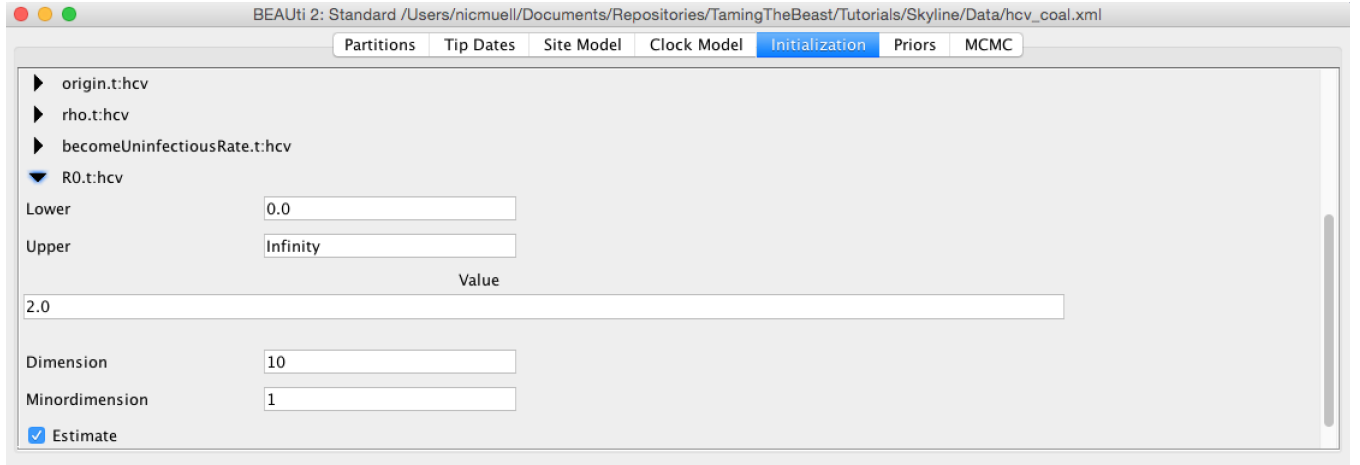 BEAUti 2: Standard /Users/nicmuell/Documents/Repositories/TamingTheBeast/Tutorials/Skyline/Data/hcv_coal.xml
Partitions Tip Dates Site Model Clock Model Initialization Priors MCMC
origin.t:hcv
rho.t:hcv
becomeUninfectiousRate.t:hcv
R0.t:hcv
Lower 0.0
Upper Infinity
Value
2.0
Dimension 10
Minordimension 1
Estimate